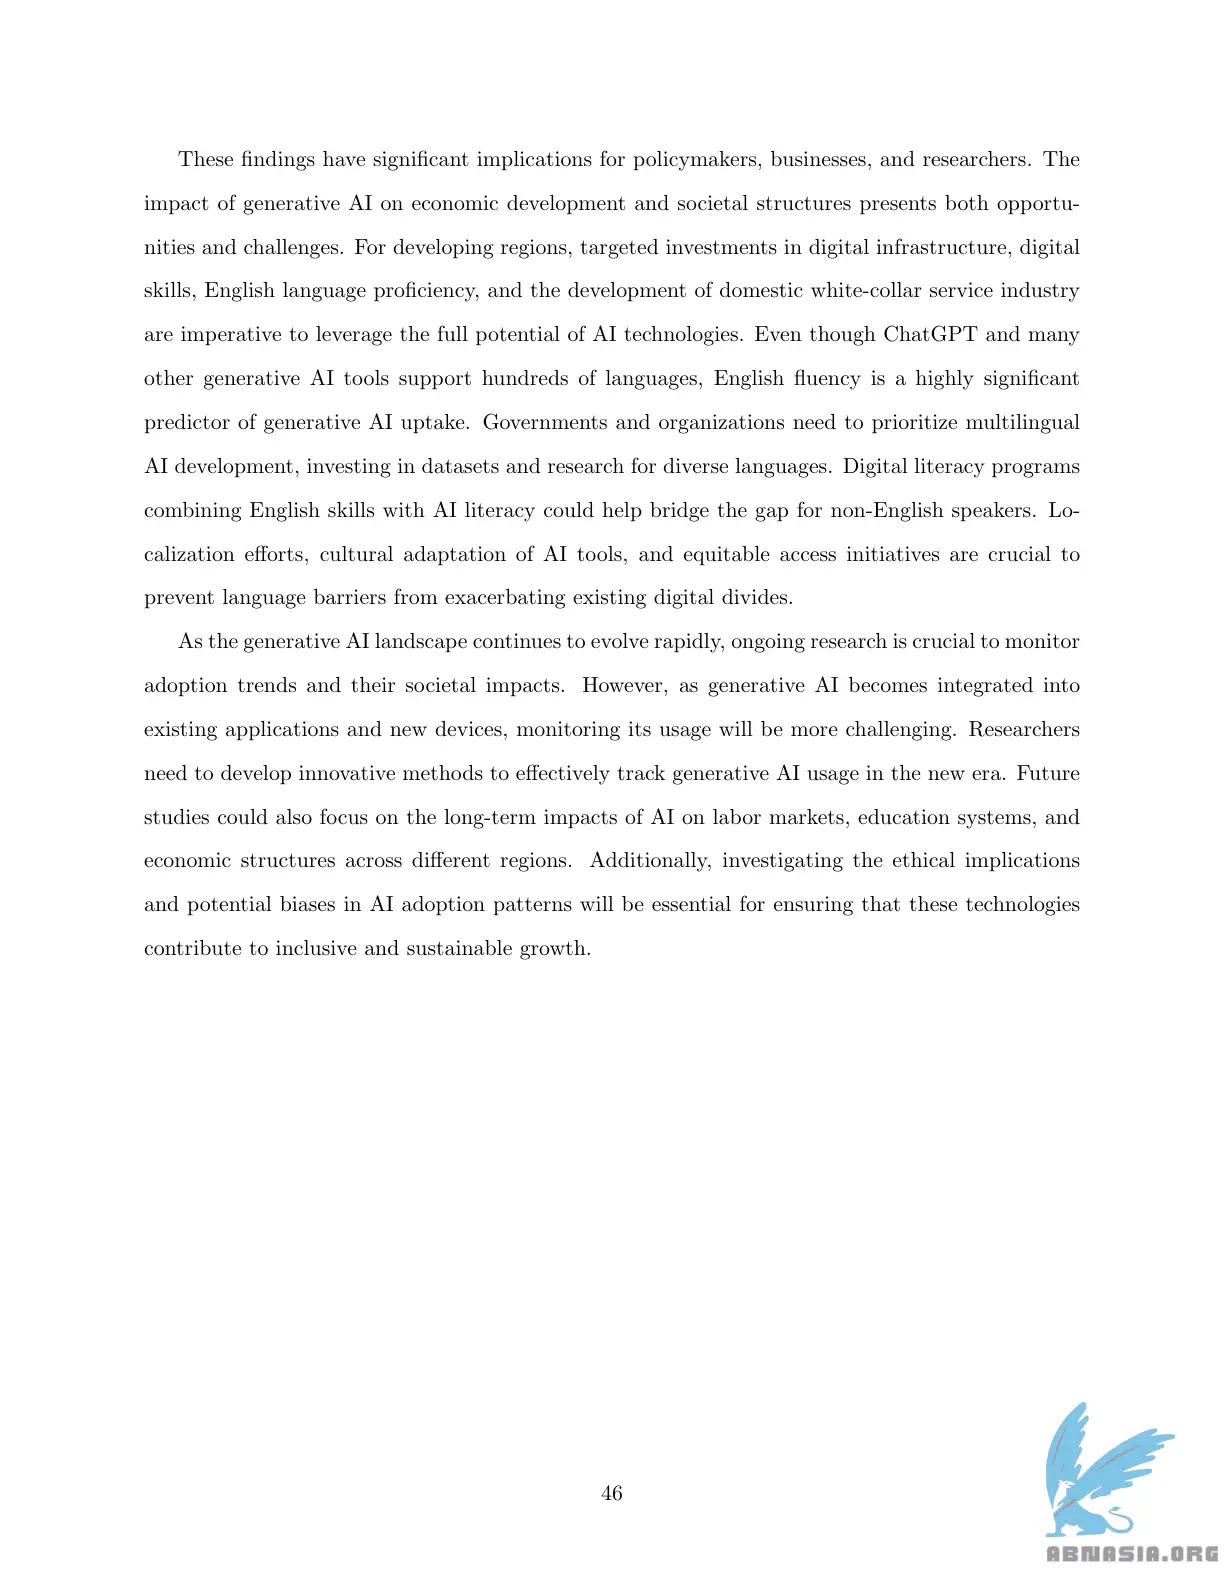 These findings have significant implications for policymakers, businesses, and researchers. The
impact of generative AI on economic development and societal structures presents both opportu-
nities and challenges. For developing regions, targeted investments in digital infrastructure, digital
skills, English language proficiency, and the development of domestic white-collar service industry
are imperative to leverage the full potential of AI technologies. Even though ChatGPT and many
other generative AI tools support hundreds of languages, English fluency is a highly significant
predictor of generative AI uptake. Governments and organizations need to prioritize multilingual
AI development, investing in datasets and research for diverse languages. Digital literacy programs
combining English skills with AI literacy could help bridge the gap for non-English speakers. Lo-
calization efforts, cultural adaptation of AI tools, and equitable access initiatives are crucial to
prevent language barriers from exacerbating existing digital divides.
As the generative AI landscape continues to evolve rapidly, ongoing research is crucial to monitor
adoption trends and their societal impacts. However, as generative AI becomes integrated into
existing applications and new devices, monitoring its usage will be more challenging. Researchers
need to develop innovative methods to effectively track generative AI usage in the new era. Future
studies could also focus on the long-term impacts of AI on labor markets, education systems, and
economic structures across different regions. Additionally, investigating the ethical implications
and potential biases in AI adoption patterns will be essential for ensuring that these technologies
contribute to inclusive and sustainable growth.
46
ABNASIA.ORG